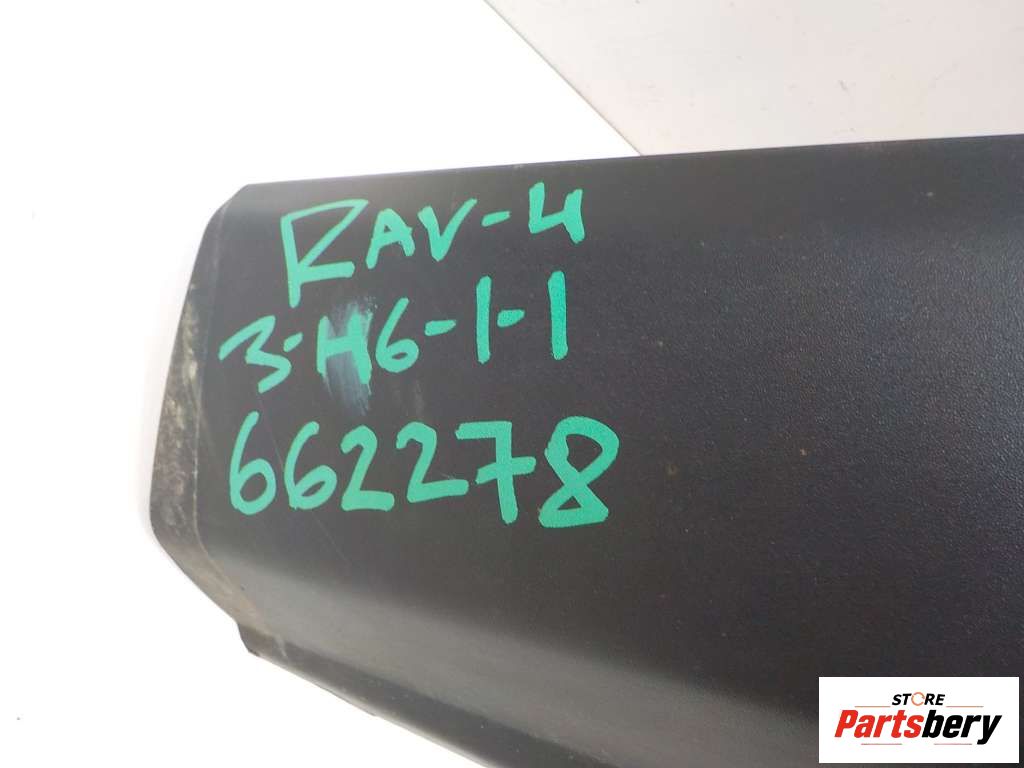 RAV-4
3-H6-1-1
662278
STORE
Partsbery